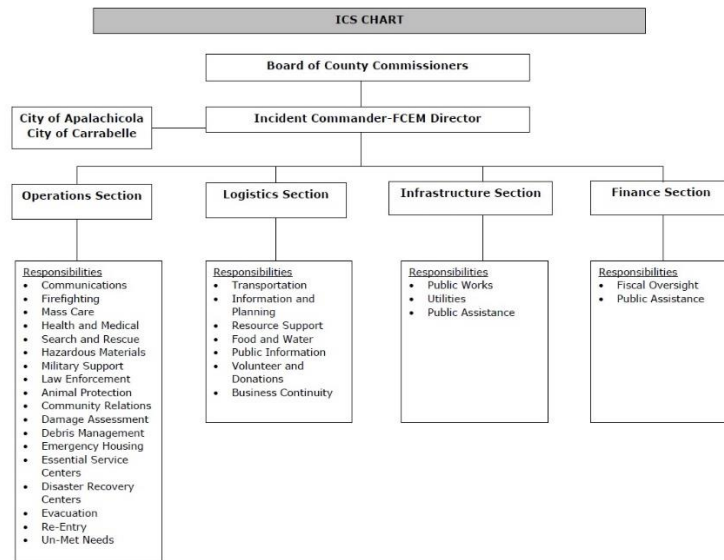 ICS CHART
Board of County Commissioners
City of Apalachicola
City of Carrabelle
Incident Commander-FCEM Director
Operations Section
Logistics Section
Infrastructure Section
Finance Section
Responsibilities
• Communications
• Firefighting
• Mass Care
• Health and Medical
• Search and Rescue
• Hazardous Materials
• Military Support
• Law Enforcement
• Animal Protection
• Community Relations
• Damage Assessment
• Debris Management
• Emergency Housing
• Essential Service
Centers
• Disaster Recovery
Centers
• Evacuation
• Re-Entry
• Un-Met Needs
Responsibilities
• Transportation
• Information and
Planning
• Resource Support
• Food and Water
• Public Information
• Volunteer and
Donations
• Business Continuity
Responsibilities
• Public Works
• Utilities
• Public Assistance
Responsibilities
• Fiscal Oversight
• Public Assistance